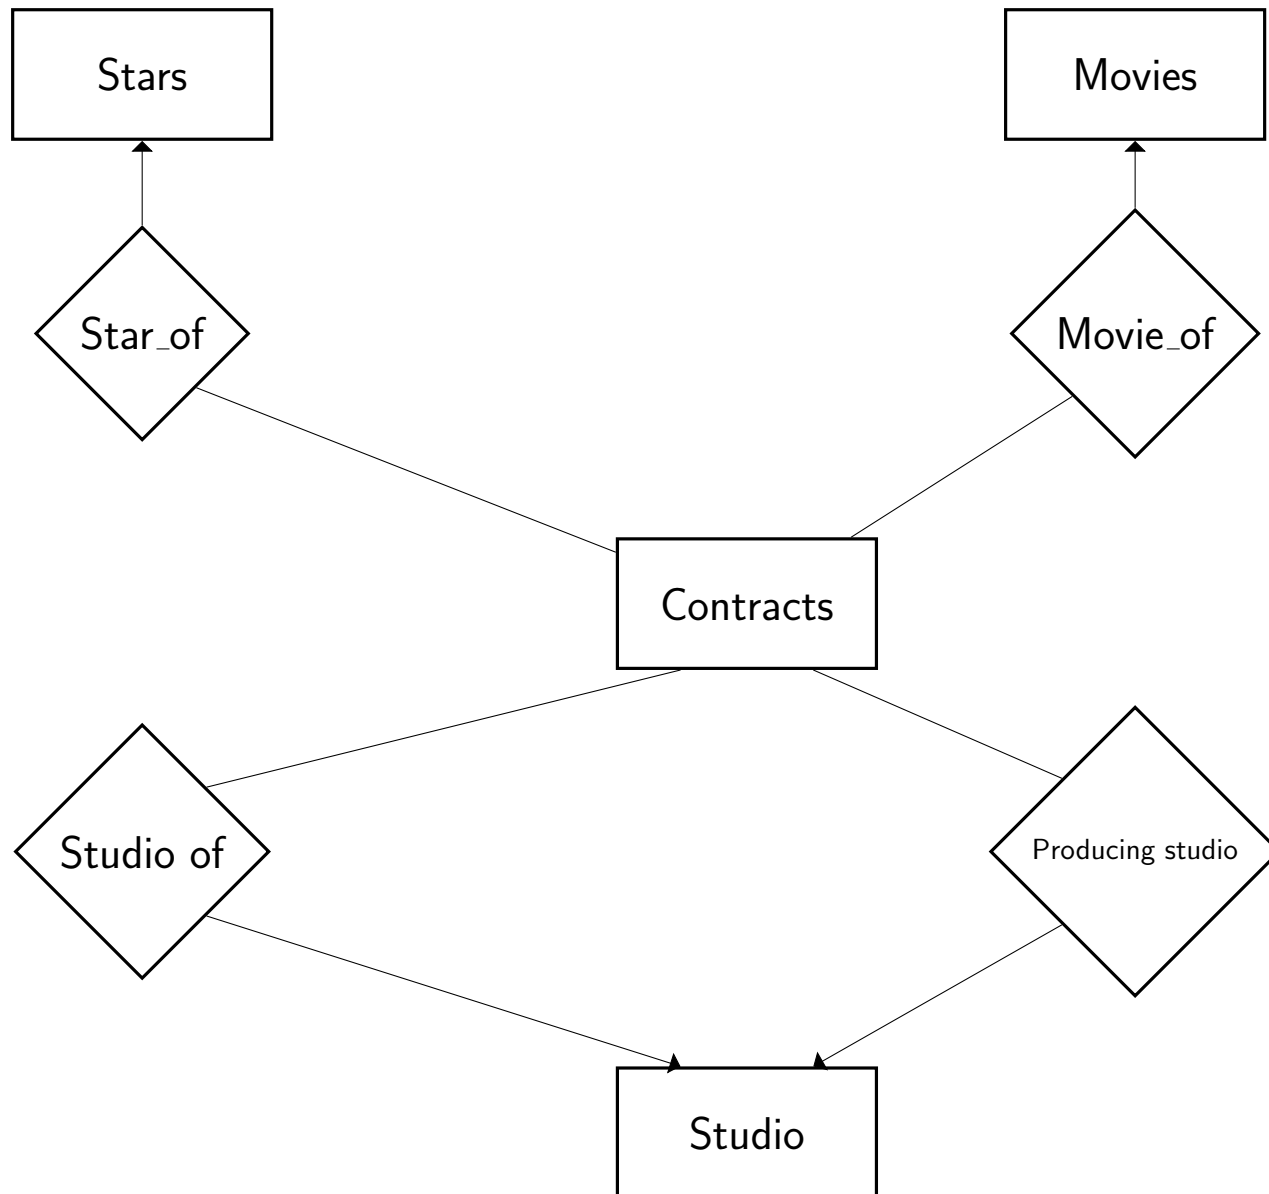 Stars
Movies
Star_of
Movie_of
Contracts
Studio of
Producing studio
Studio